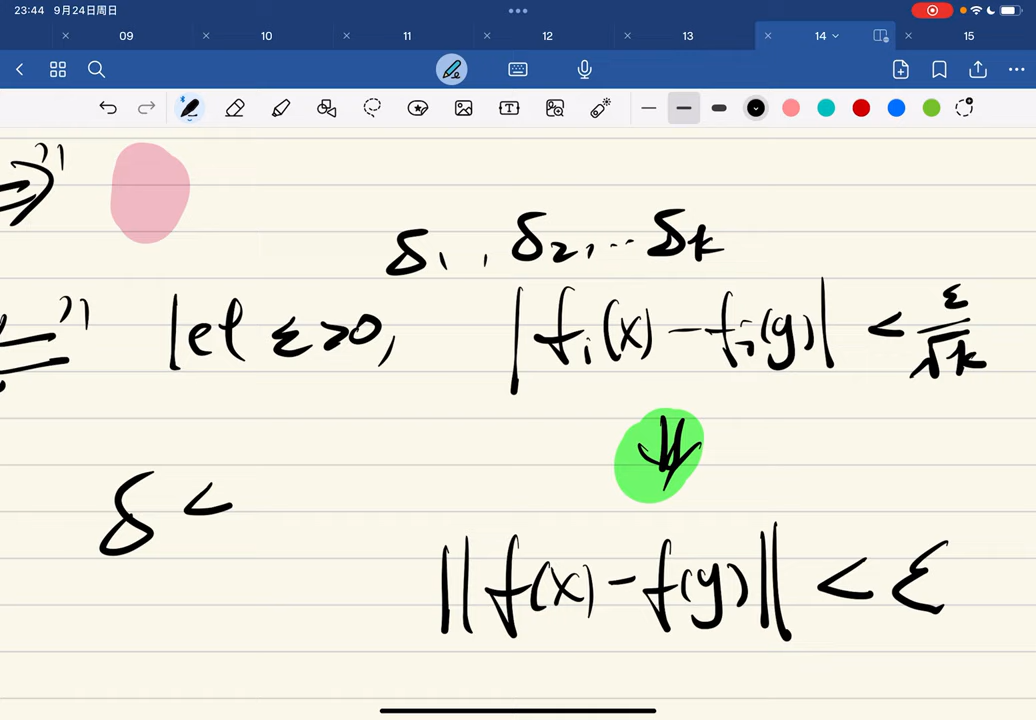 23:44 9月24日周日
09 10 11 12 13 14 15
⇒)"
δ₁, δ₂, ... δₖ
⇐" let ε>0, |fᵢ(x) - fᵢ(y)| < ε/√k
⇓
δ <
||f(x) - f(y)|| < ε